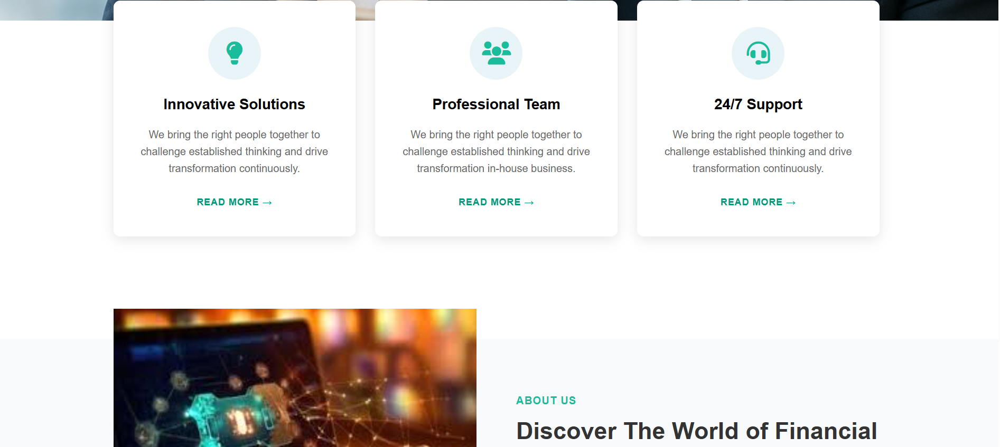 Innovative Solutions
We bring the right people together to
challenge established thinking and drive
transformation continuously.
READ MORE →
Professional Team
We bring the right people together to
challenge established thinking and drive
transformation in-house business.
READ MORE →
24/7 Support
We bring the right people together to
challenge established thinking and drive
transformation continuously.
READ MORE →
ABOUT US
Discover The World of Financial